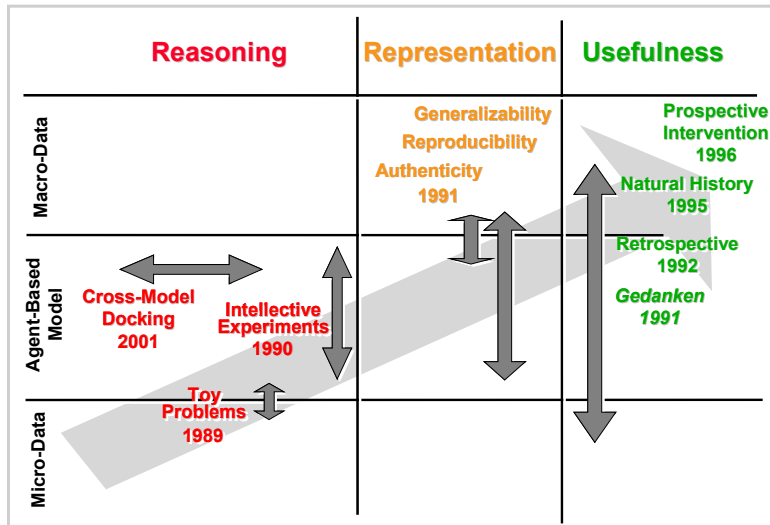 Reasoning
Representation
Usefulness
Macro-Data
Generalizability
Reproducibility
Authenticity
1991
Prospective
Intervention
1996
Natural History
1995
Agent-Based
Model
Cross-Model
Docking
2001
Intellective
Experiments
1990
Retrospective
1992
Gedanken
1991
Micro-Data
Toy
Problems
1989